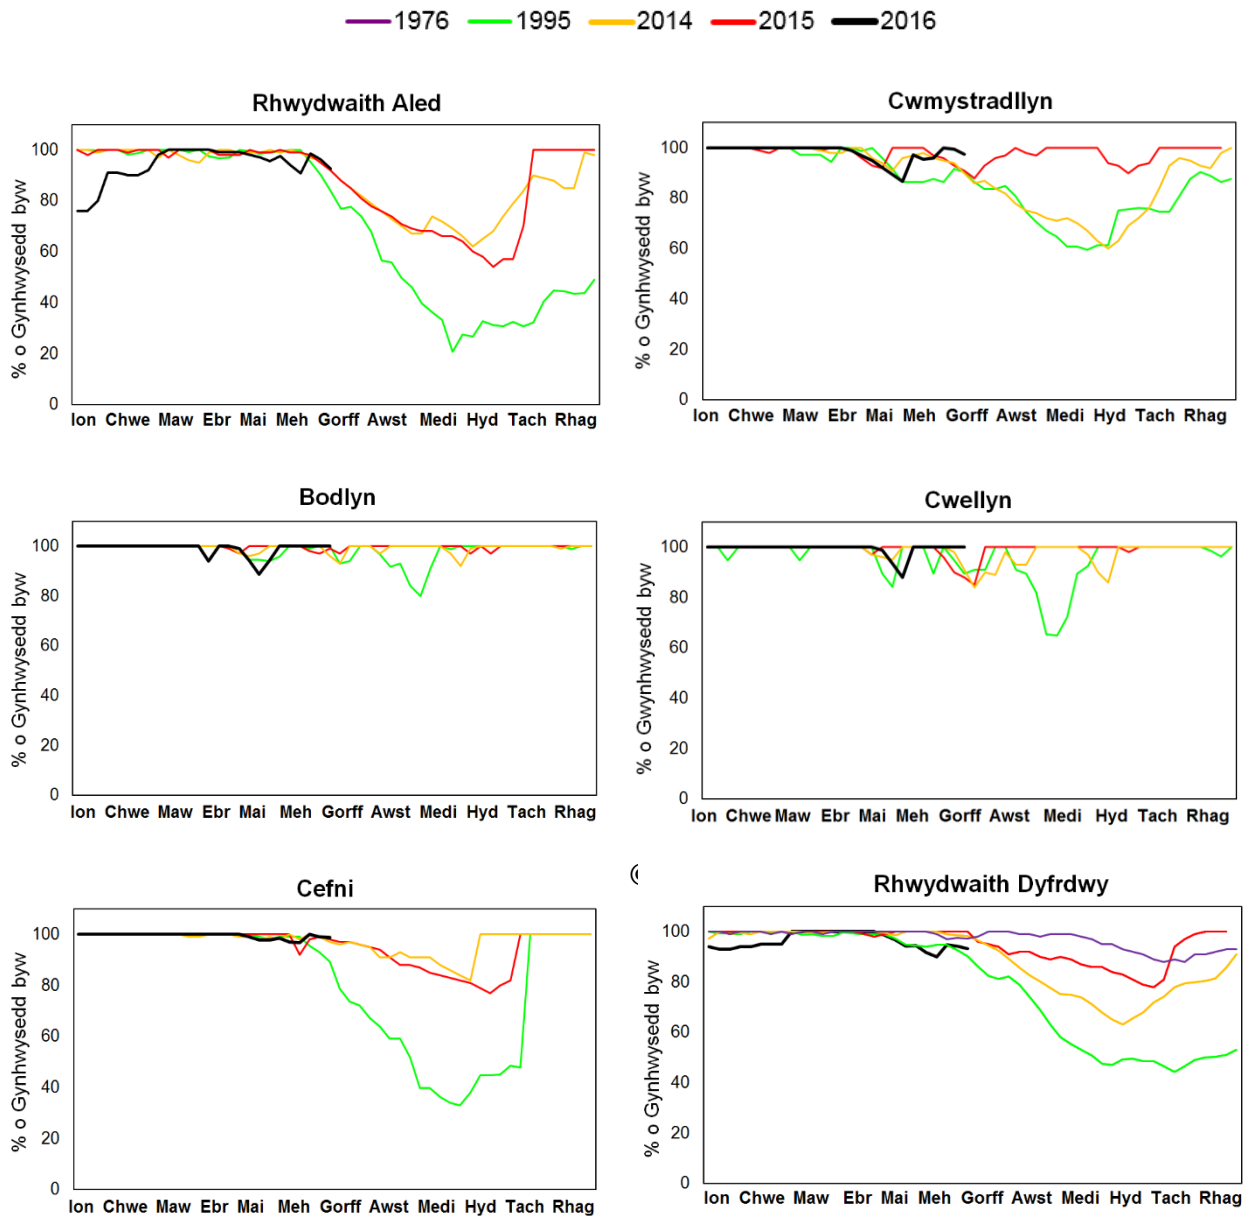 1976 1995 2014 2015 2016
Rhwydwaith Aled
% o Gynhwysedd byw
100
80
60
40
20
0
Ion Chwe Maw Ebr Mai Meh Gorff Awst Medi Hyd Tach Rhag
Cwmystradllyn
% o Gynhwysedd byw
100
80
60
40
20
0
Ion Chwe Maw Ebr Mai Meh Gorff Awst Medi Hyd Tach Rhag
Bodlyn
% o Gynhwysedd byw
100
80
60
40
20
0
Ion Chwe Maw Ebr Mai Meh Gorff Awst Medi Hyd Tach Rhag
Cwellyn
% o Gwynhwysedd byw
100
80
60
40
20
0
Ion Chwe Maw Ebr Mai Meh Gorff Awst Medi Hyd Tach Rhag
Cefni
% o Gynhwysedd byw
100
80
60
40
20
0
Ion Chwe Maw Ebr Mai Meh Gorff Awst Medi Hyd Tach Rhag
Rhwydwaith Dyfrdwy
% o Gynhwysedd byw
100
80
60
40
20
0
Ion Chwe Maw Ebr Mai Meh Gorff Awst Medi Hyd Tach Rhag